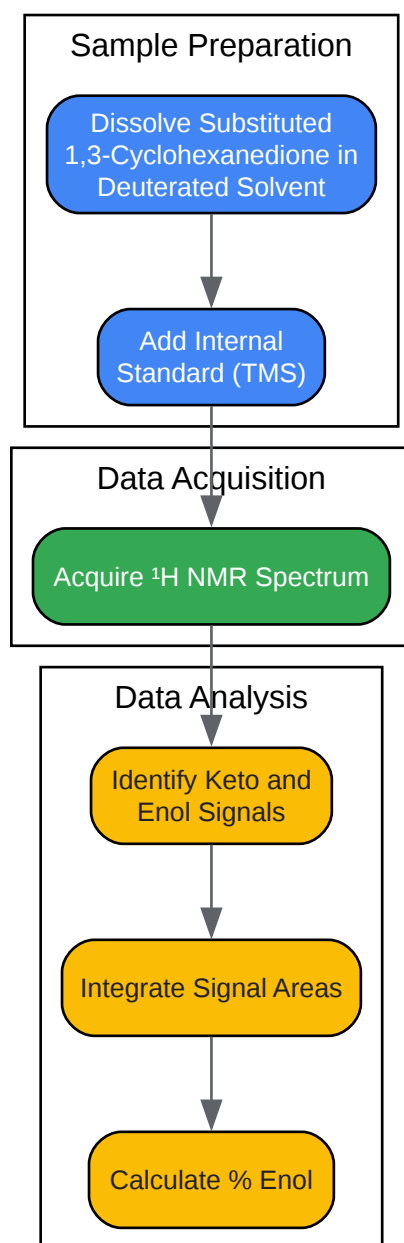 Sample Preparation
Dissolve Substituted
1,3-Cyclohexanedione in
Deuterated Solvent
Add Internal
Standard (TMS)
Data Acquisition
Acquire ¹H NMR Spectrum
Data Analysis
Identify Keto and
Enol Signals
Integrate Signal Areas
Calculate % Enol